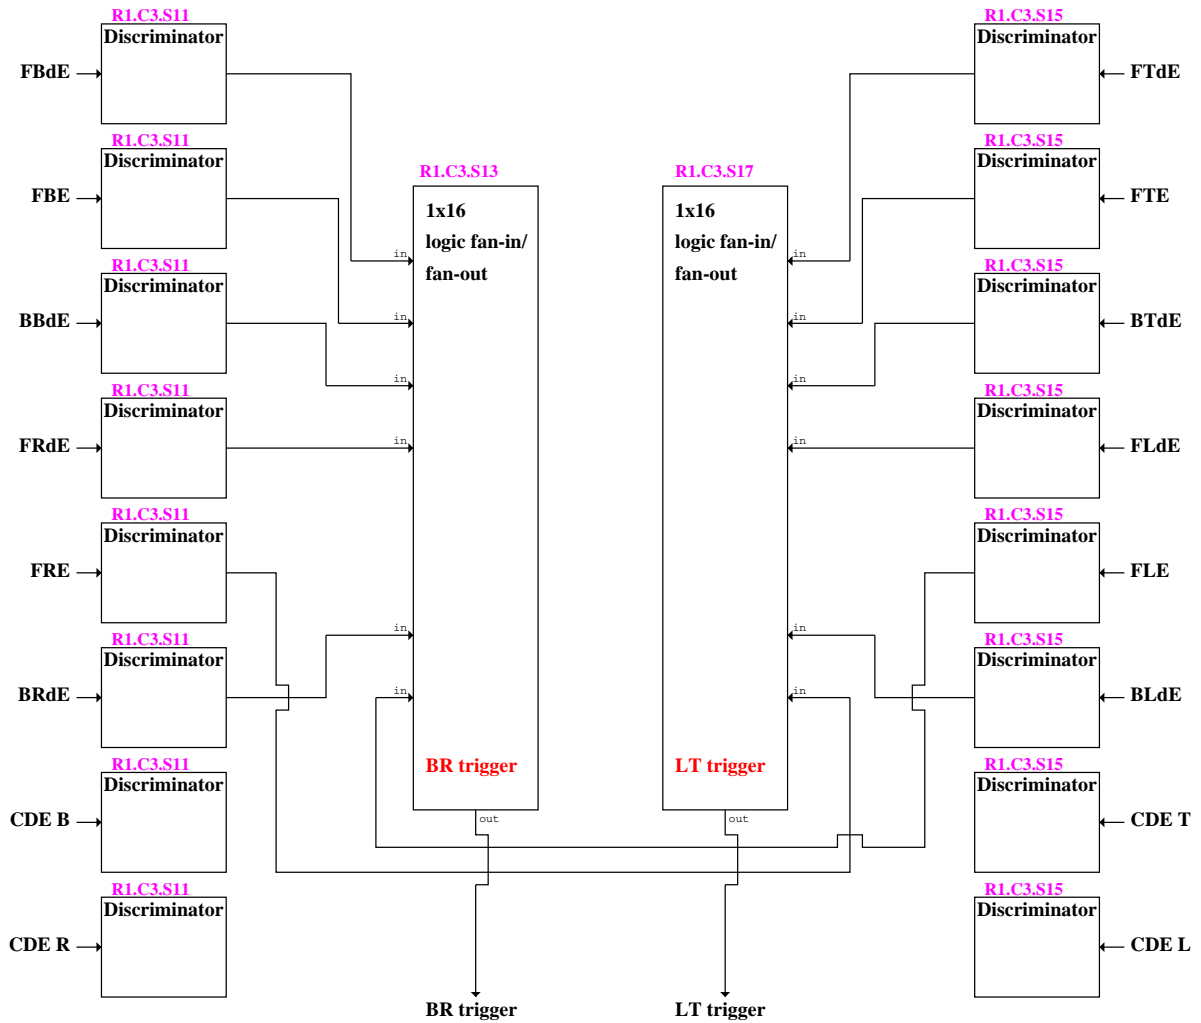 R1.C3.S11
Discriminator
FBdE
R1.C3.S15
Discriminator
FTdE
R1.C3.S11
Discriminator
FBE
R1.C3.S15
Discriminator
FTE
R1.C3.S13
1x16
logic fan-in/
fan-out
in
in
in
in
in
in
BR trigger
out
R1.C3.S17
1x16
logic fan-in/
fan-out
in
in
in
in
in
in
LT trigger
out
R1.C3.S11
Discriminator
BBdE
R1.C3.S15
Discriminator
BTdE
R1.C3.S11
Discriminator
FRdE
R1.C3.S15
Discriminator
FLdE
R1.C3.S11
Discriminator
FRE
R1.C3.S15
Discriminator
FLE
R1.C3.S11
Discriminator
BRdE
R1.C3.S15
Discriminator
BLdE
R1.C3.S11
Discriminator
CDE B
R1.C3.S15
Discriminator
CDE T
R1.C3.S11
Discriminator
CDE R
R1.C3.S15
Discriminator
CDE L
BR trigger
LT trigger